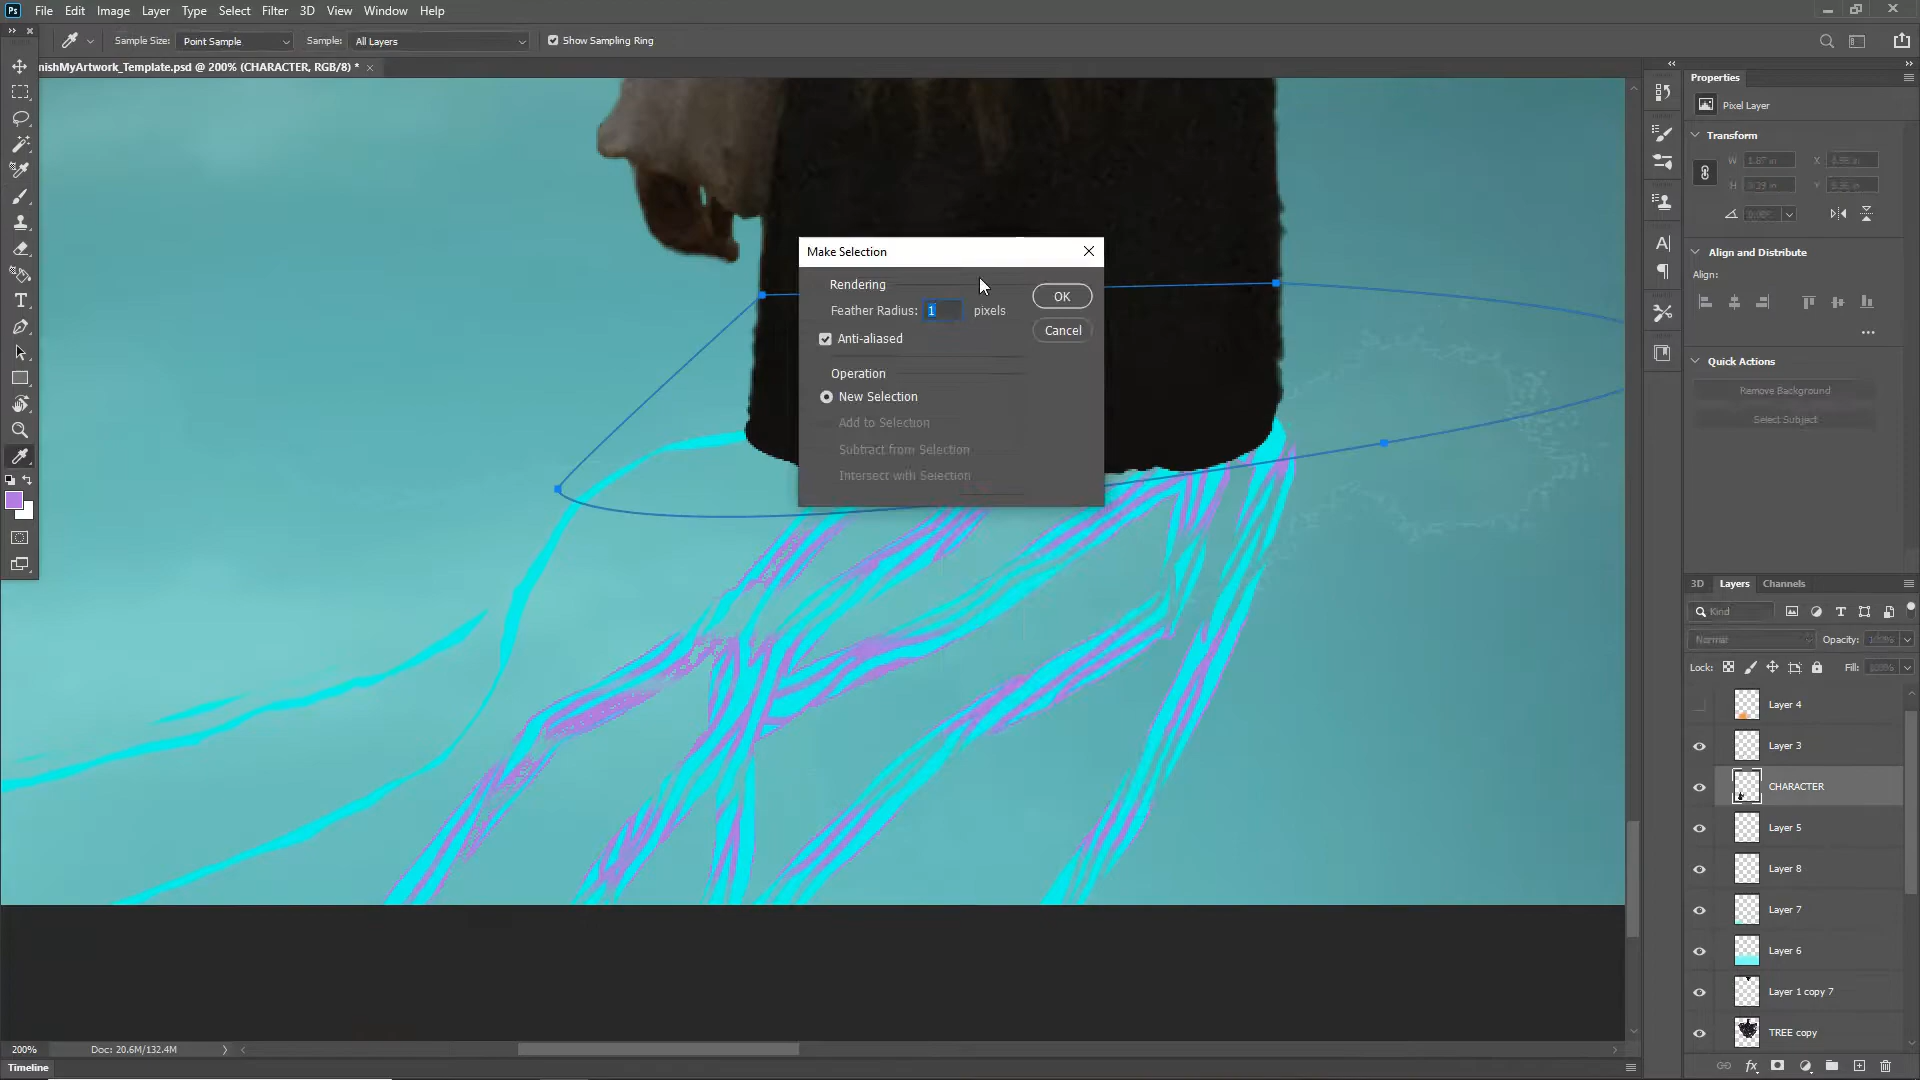 Ps File Edit Image Layer Type Select Filter 3D View Window Help
Sample Size: Point Sample Sample: All Layers Show Sampling Ring
nishMyArtwork_Template.psd @ 200% (CHARACTER, RGB/8) * ×
Properties
Pixel Layer
Transform
W X
H Y
Align and Distribute
Align:
Quick Actions
Remove Background
Select Subject
Make Selection
Rendering
Feather Radius: 1 pixels
Anti-aliased
OK
Cancel
Operation
New Selection
Add to Selection
Subtract from Selection
Intersect with Selection
3D Layers Channels
Kind
Normal Opacity: 100%
Lock: Fill: 100%
Layer 4
Layer 3
CHARACTER
Layer 5
Layer 8
Layer 7
Layer 6
Layer 1 copy 7
TREE copy
200% Doc: 20.6M/132.4M
Timeline